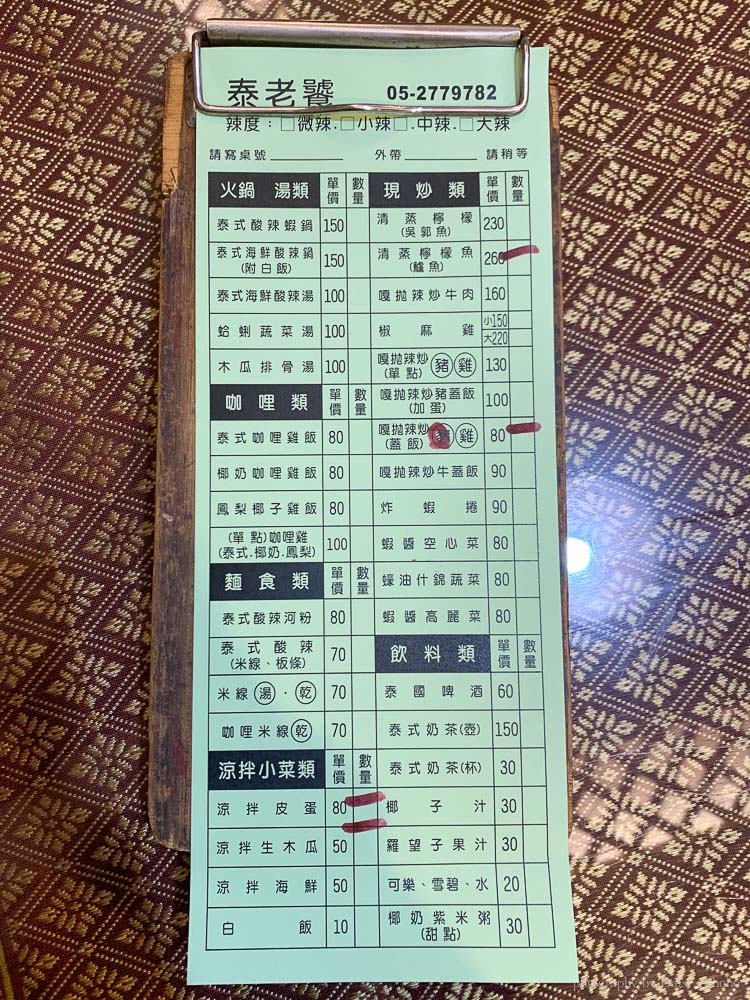 泰老饕 05-2779782
辣度：□微辣.□小辣□.中辣.□大辣
請寫桌號 外帶 請稍等
火鍋 湯類 單價 數量
泰式酸辣蝦鍋 150
泰式海鮮酸辣鍋 150
(附白飯)
泰式海鮮酸辣湯 100
蛤蜊蔬菜湯 100
木瓜排骨湯 100
咖哩類 單價 數量
泰式咖哩雞飯 80
椰奶咖哩雞飯 80
鳳梨椰子雞飯 80
(單點)咖哩雞 100
(泰式.椰奶.鳳梨)
麵食類 單價 數量
泰式酸辣河粉 80
泰式酸辣 70
(米線、板條)
米線湯.乾 70
咖哩米線乾 70
涼拌小菜類 單價 數量
涼拌皮蛋 80
涼拌生木瓜 50
涼拌海鮮 50
白飯 10
現炒類 單價 數量
清蒸檸檬 230
(吳郭魚)
清蒸檸檬魚 260
(鱸魚)
嘎拋辣炒牛肉 160
椒麻雞 小150
大220
嘎拋辣炒 豬 雞 130
(單點)
嘎拋辣炒豬蓋飯 100
(加蛋)
嘎拋辣炒 豬 雞 80
(蓋飯)
嘎拋辣炒牛蓋飯 90
炸蝦捲 90
蝦醬空心菜 80
蠔油什錦蔬菜 80
蝦醬高麗菜 80
飲料類 單價 數量
泰國啤酒 60
泰式奶茶(壺) 150
泰式奶茶(杯) 30
椰子汁 30
羅望子果汁 30
可樂、雪碧、水 20
椰奶紫米粥 30
(甜點)